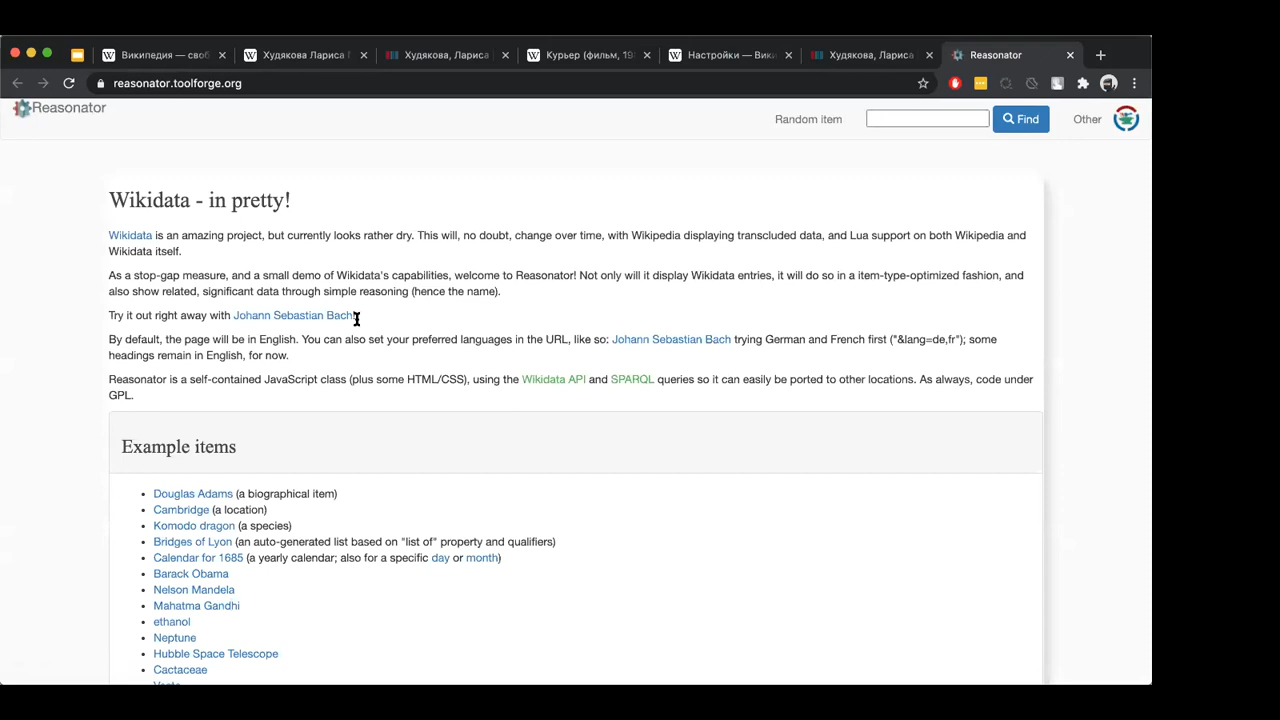 Википедия — своб
Худякова Лариса
Худякова, Лариса
Курьер (фильм, 19
Настройки — Вики
Худякова, Лариса
Reasonator
reasonator.toolforge.org
Reasonator
Random item
Find
Other
Wikidata - in pretty!
Wikidata is an amazing project, but currently looks rather dry. This will, no doubt, change over time, with Wikipedia displaying transcluded data, and Lua support on both Wikipedia and
Wikidata itself.
As a stop-gap measure, and a small demo of Wikidata's capabilities, welcome to Reasonator! Not only will it display Wikidata entries, it will do so in a item-type-optimized fashion, and
also show related, significant data through simple reasoning (hence the name).
Try it out right away with Johann Sebastian Bach
By default, the page will be in English. You can also set your preferred languages in the URL, like so: Johann Sebastian Bach trying German and French first ("&lang=de,fr"); some
headings remain in English, for now.
Reasonator is a self-contained JavaScript class (plus some HTML/CSS), using the Wikidata API and SPARQL queries so it can easily be ported to other locations. As always, code under
GPL.
Example items
Douglas Adams (a biographical item)
Cambridge (a location)
Komodo dragon (a species)
Bridges of Lyon (an auto-generated list based on "list of" property and qualifiers)
Calendar for 1685 (a yearly calendar; also for a specific day or month)
Barack Obama
Nelson Mandela
Mahatma Gandhi
ethanol
Neptune
Hubble Space Telescope
Cactaceae